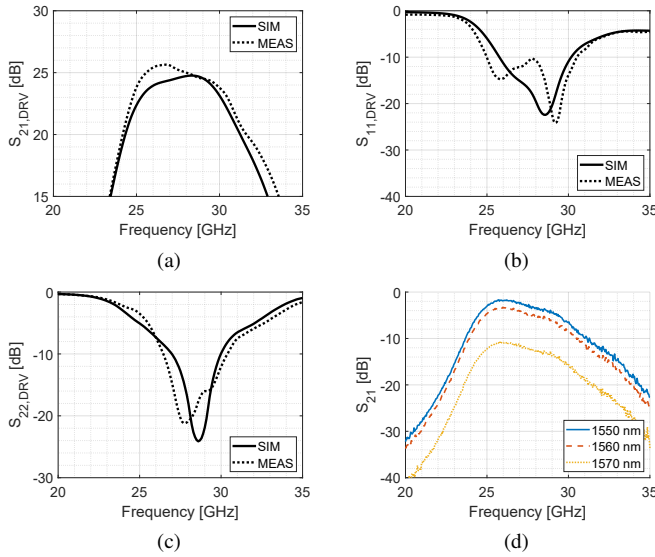 30
25
20
15
S21,DRV [dB]
SIM
MEAS
20 25 30 35
Frequency [GHz]
(a)
0
-10
-20
-30
-40
S11,DRV [dB]
SIM
MEAS
20 25 30 35
Frequency [GHz]
(b)
0
-10
-20
-30
S22,DRV [dB]
SIM
MEAS
20 25 30 35
Frequency [GHz]
(c)
0
-10
-20
-30
-40
S21 [dB]
1550 nm
1560 nm
1570 nm
20 25 30 35
Frequency [GHz]
(d)